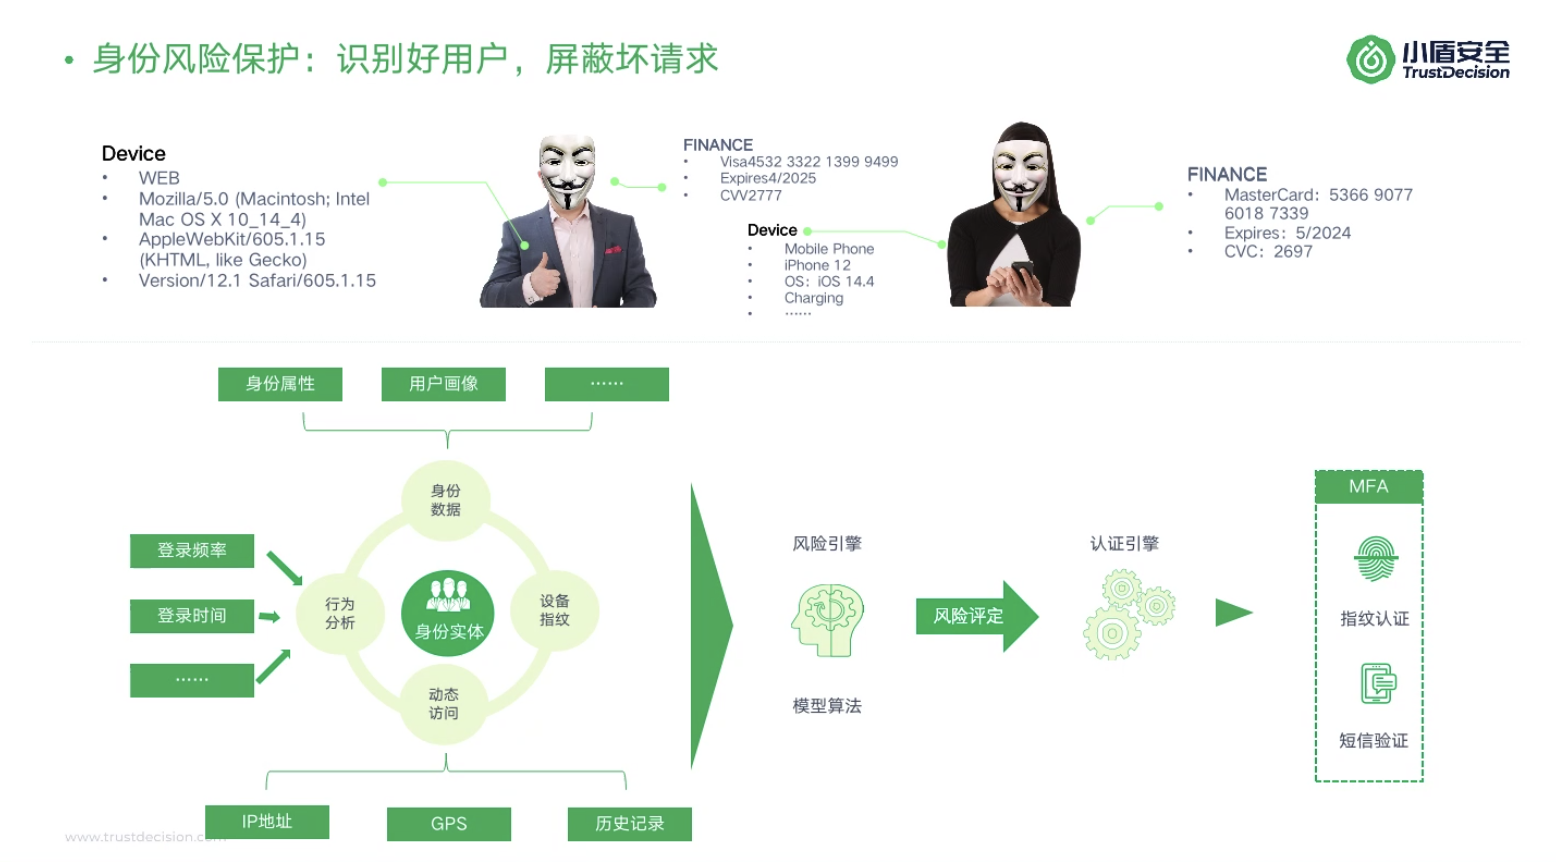 • 身份风险保护：识别好用户，屏蔽坏请求
小盾安全
TrustDecision
Device
• WEB
• Mozilla/5.0 (Macintosh; Intel
Mac OS X 10_14_4)
• AppleWebKit/605.1.15
(KHTML, like Gecko)
• Version/12.1 Safari/605.1.15
FINANCE
• Visa4532 3322 1399 9499
• Expires4/2025
• CVV2777
Device
• Mobile Phone
• iPhone 12
• OS：iOS 14.4
• Charging
• ……
FINANCE
• MasterCard：5366 9077
6018 7339
• Expires：5/2024
• CVC：2697
身份属性
用户画像
……
身份
数据
登录频率
登录时间
……
行为
分析
身份实体
设备
指纹
动态
访问
IP地址
GPS
历史记录
风险引擎
模型算法
风险评定
认证引擎
MFA
指纹认证
短信验证
www.trustdecision.com